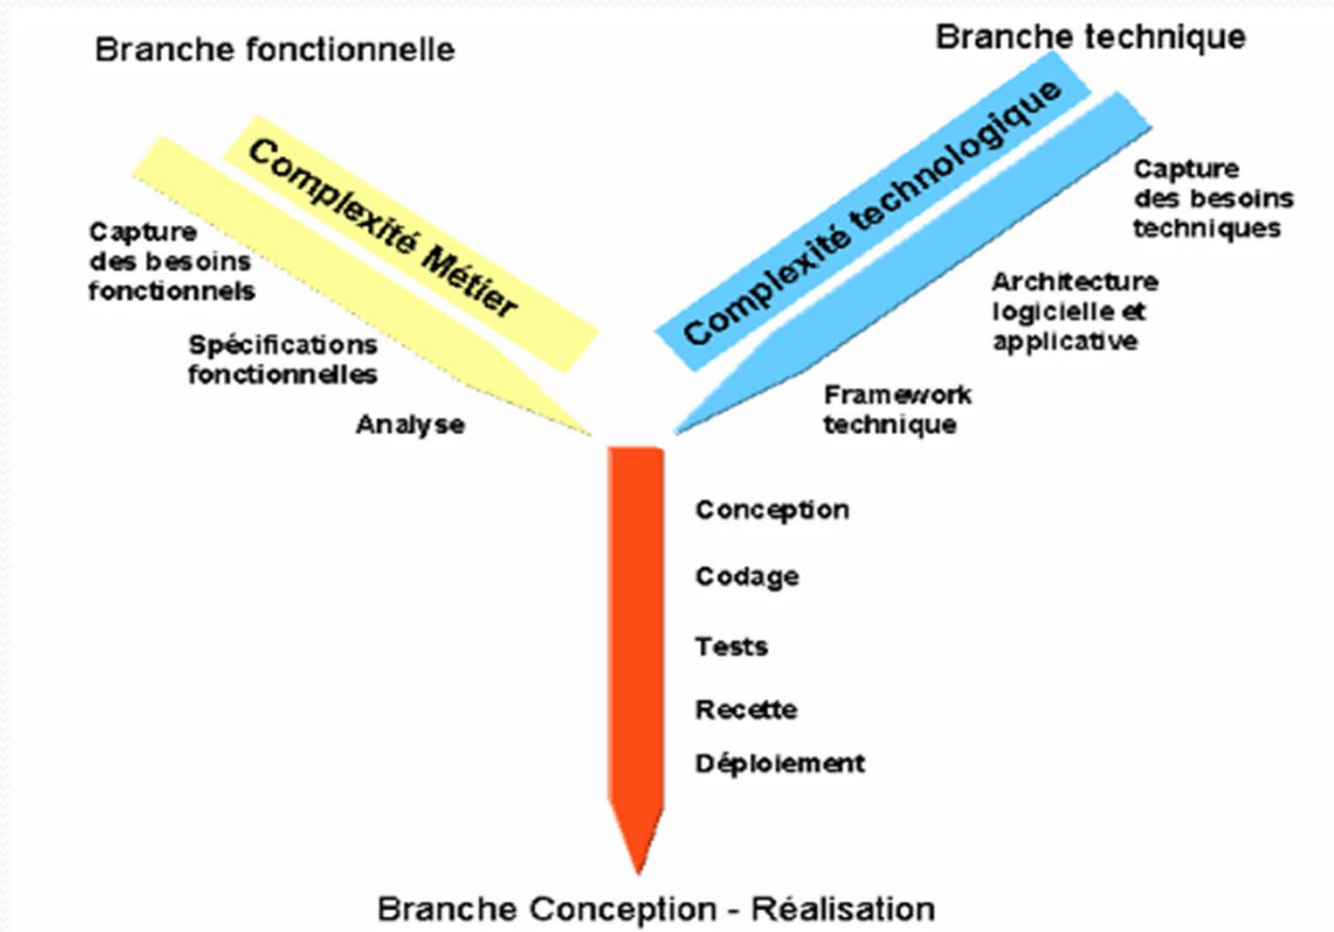 Branche fonctionnelle
Branche technique
Complexité Métier
Complexité technologique
Capture
des besoins
fonctionnels
Spécifications
fonctionnelles
Analyse
Capture
des besoins
techniques
Architecture
logicielle et
applicative
Framework
technique
Conception
Codage
Tests
Recette
Déploiement
Branche Conception - Réalisation